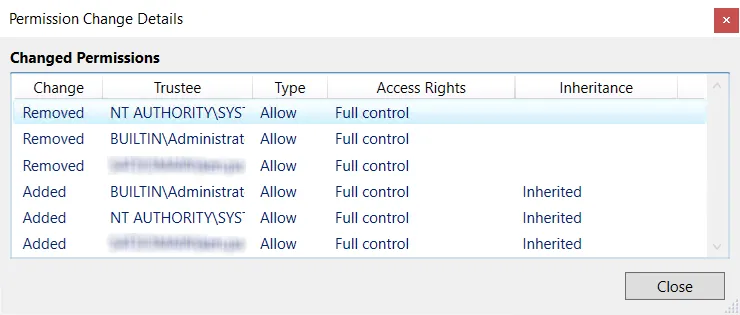 Permission Change Details
Changed Permissions
Change Trustee Type Access Rights Inheritance
Removed NT AUTHORITY\SYST Allow Full control
Removed BUILTIN\Administrat Allow Full control
Removed Allow Full control
Added BUILTIN\Administrat Allow Full control Inherited
Added NT AUTHORITY\SYST Allow Full control Inherited
Added Allow Full control Inherited
Close